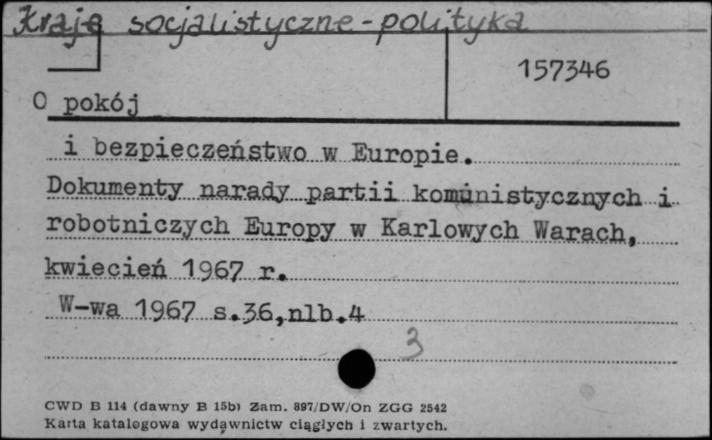 Kraje socjalistyczne - polityka
157346
O pokój
i bezpieczeństwo w Europie.
Dokumenty narady partii komunistycznych i
robotniczych Europy w Karlowych Warach,
kwiecień 1967 r.
W-wa 1967 s.36,nlb.4
3
CWD B 114 (dawny B 15b) Zam. 897/DW/On ZGG 2542
Karta katalogowa wydawnictw ciągłych i zwartych.